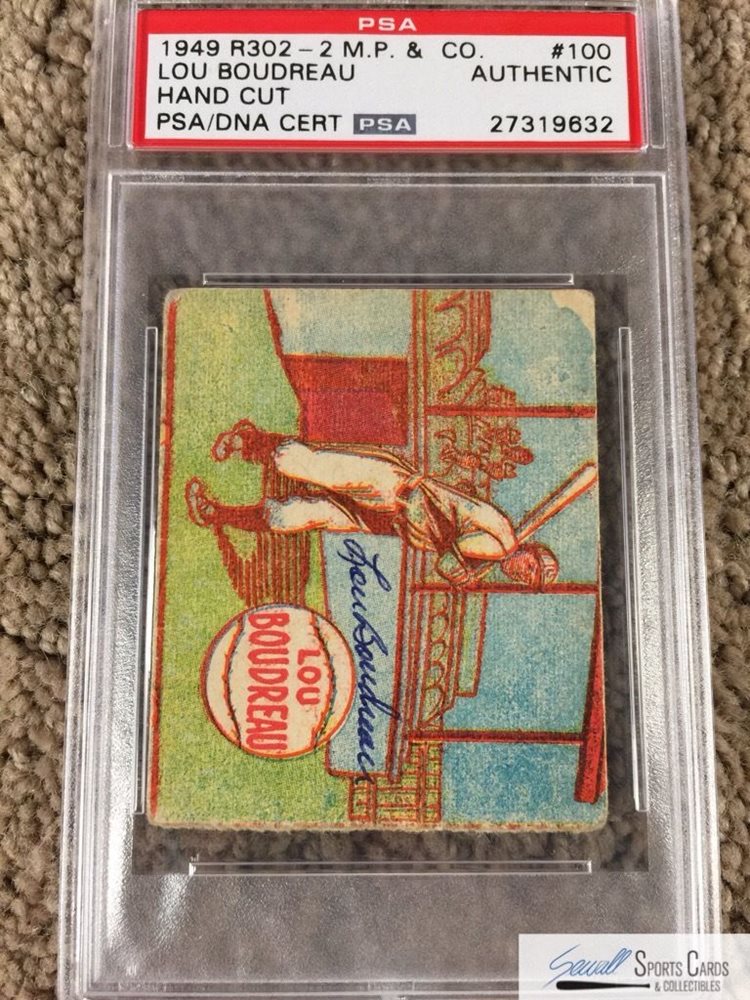 PSA
1949 R302-2 M.P. & CO. #100
LOU BOUDREAU AUTHENTIC
HAND CUT
PSA/DNA CERT PSA 27319632
Lou Boudreau
LOU
BOUDREAU
Sewall SPORTS CARDS
& COLLECTIBLES